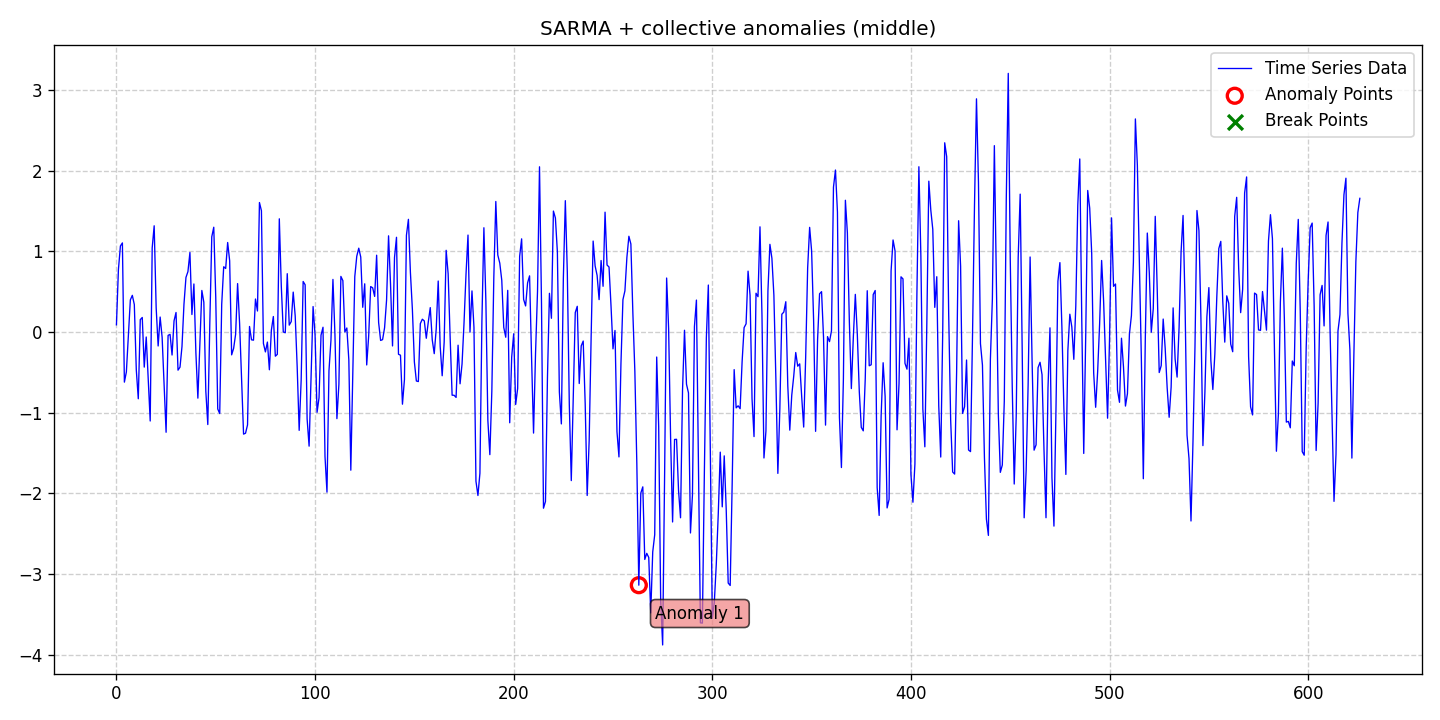 SARMA + collective anomalies (middle)
Time Series Data
Anomaly Points
Break Points
3
2
1
0
−1
−2
−3
−4
Anomaly 1
0 100 200 300 400 500 600